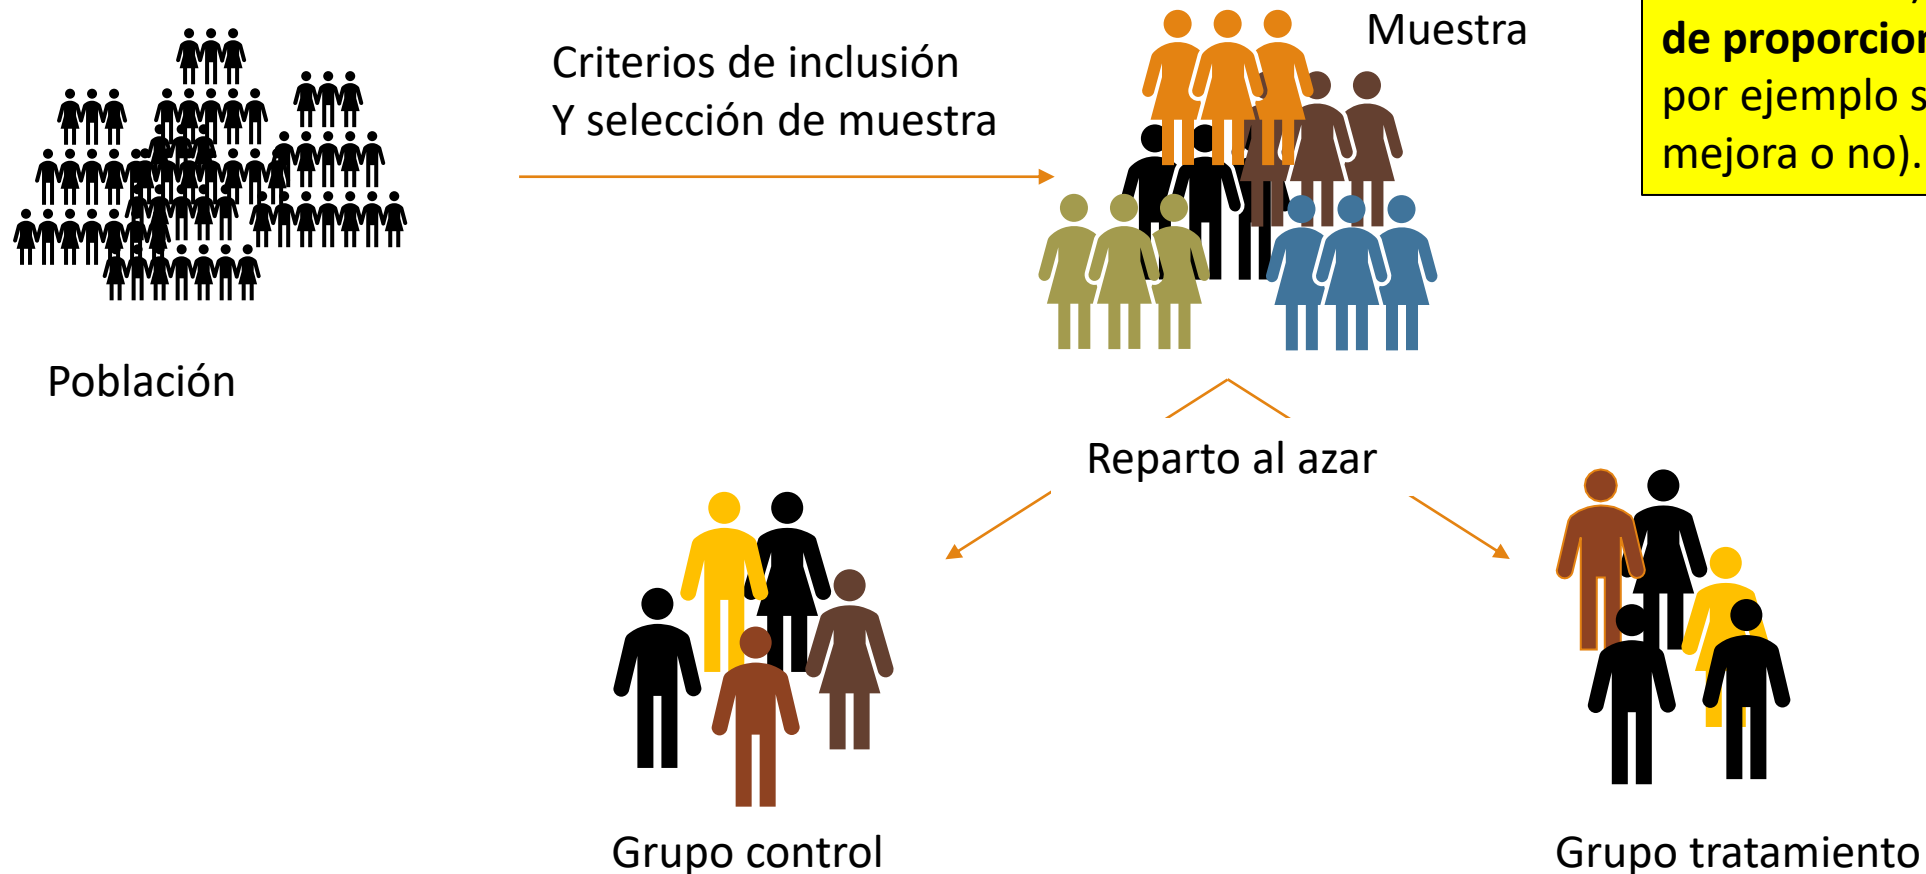 Muestra
de proporcion
por ejemplo s
mejora o no).
Criterios de inclusión
Y selección de muestra
Población
Reparto al azar
Grupo control
Grupo tratamiento